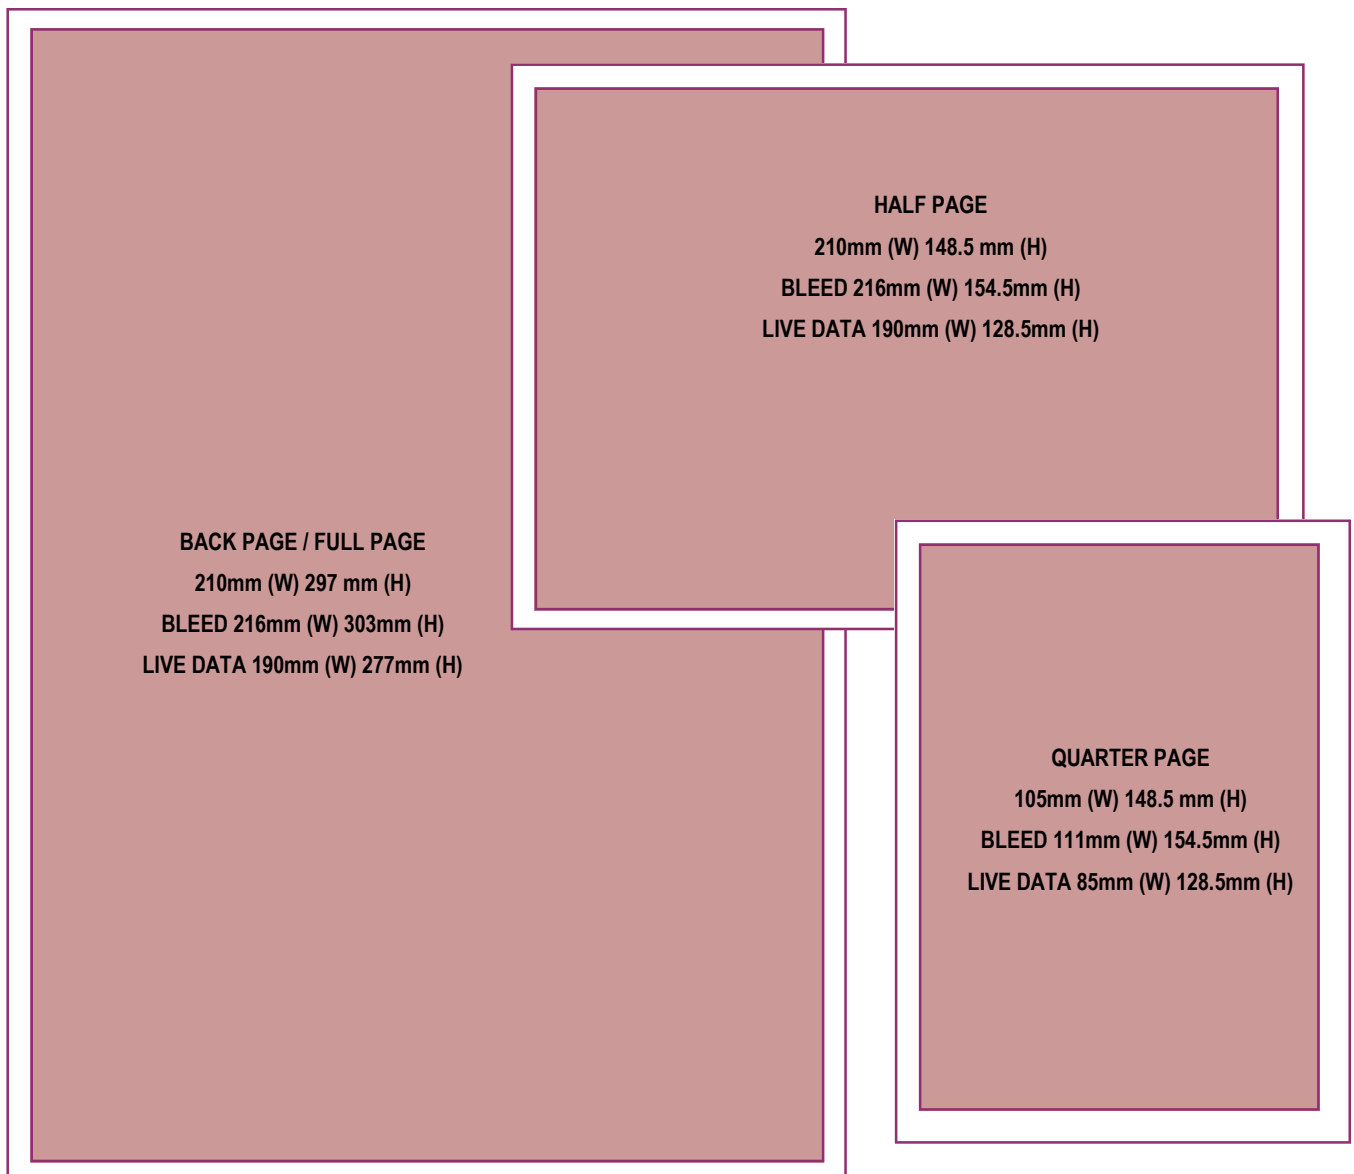 HALF PAGE
210mm (W) 148.5 mm (H)
BLEED 216mm (W) 154.5mm (H)
LIVE DATA 190mm (W) 128.5mm (H)
BACK PAGE / FULL PAGE
210mm (W) 297 mm (H)
BLEED 216mm (W) 303mm (H)
LIVE DATA 190mm (W) 277mm (H)
QUARTER PAGE
105mm (W) 148.5 mm (H)
BLEED 111mm (W) 154.5mm (H)
LIVE DATA 85mm (W) 128.5mm (H)